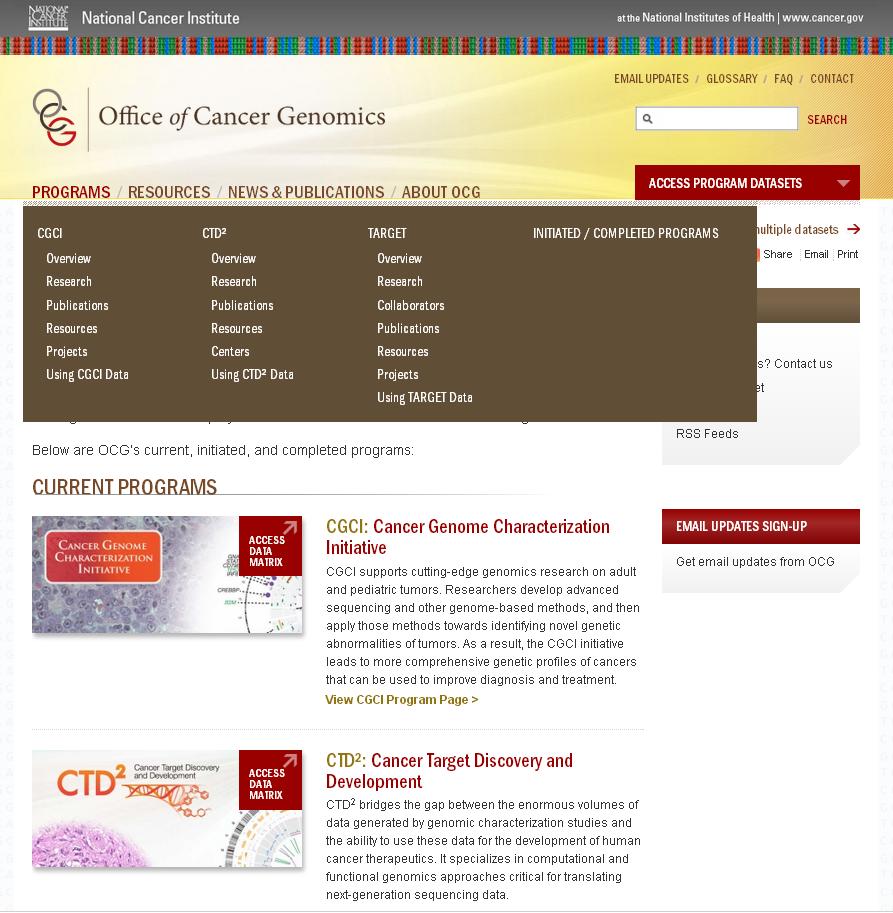 NATIONAL CANCER INSTITUTE
National Cancer Institute
at the National Institutes of Health | www.cancer.gov
EMAIL UPDATES / GLOSSARY / FAQ / CONTACT
OCG
Office of Cancer Genomics
SEARCH
PROGRAMS / RESOURCES / NEWS & PUBLICATIONS / ABOUT OCG
ACCESS PROGRAM DATASETS
CGCI
Overview
Research
Publications
Resources
Projects
Using CGCI Data
CTD²
Overview
Research
Publications
Resources
Centers
Using CTD² Data
TARGET
Overview
Research
Collaborators
Publications
Resources
Projects
Using TARGET Data
INITIATED / COMPLETED PROGRAMS
datasets
Share Email Print
Contact us
RSS Feeds
Below are OCG's current, initiated, and completed programs:
CURRENT PROGRAMS
CANCER GENOME
CHARACTERIZATION
INITIATIVE
ACCESS
DATA
MATRIX
CGCI: Cancer Genome Characterization
Initiative
CGCI supports cutting-edge genomics research on adult
and pediatric tumors. Researchers develop advanced
sequencing and other genome-based methods, and then
apply those methods towards identifying novel genetic
abnormalities of tumors. As a result, the CGCI initiative
leads to more comprehensive genetic profiles of cancers
that can be used to improve diagnosis and treatment.
View CGCI Program Page >
EMAIL UPDATES SIGN-UP
Get email updates from OCG
CTD²
Cancer Target Discovery
and Development
ACCESS
DATA
MATRIX
CTD²: Cancer Target Discovery and
Development
CTD² bridges the gap between the enormous volumes of
data generated by genomic characterization studies and
the ability to use these data for the development of human
cancer therapeutics. It specializes in computational and
functional genomics approaches critical for translating
next-generation sequencing data.